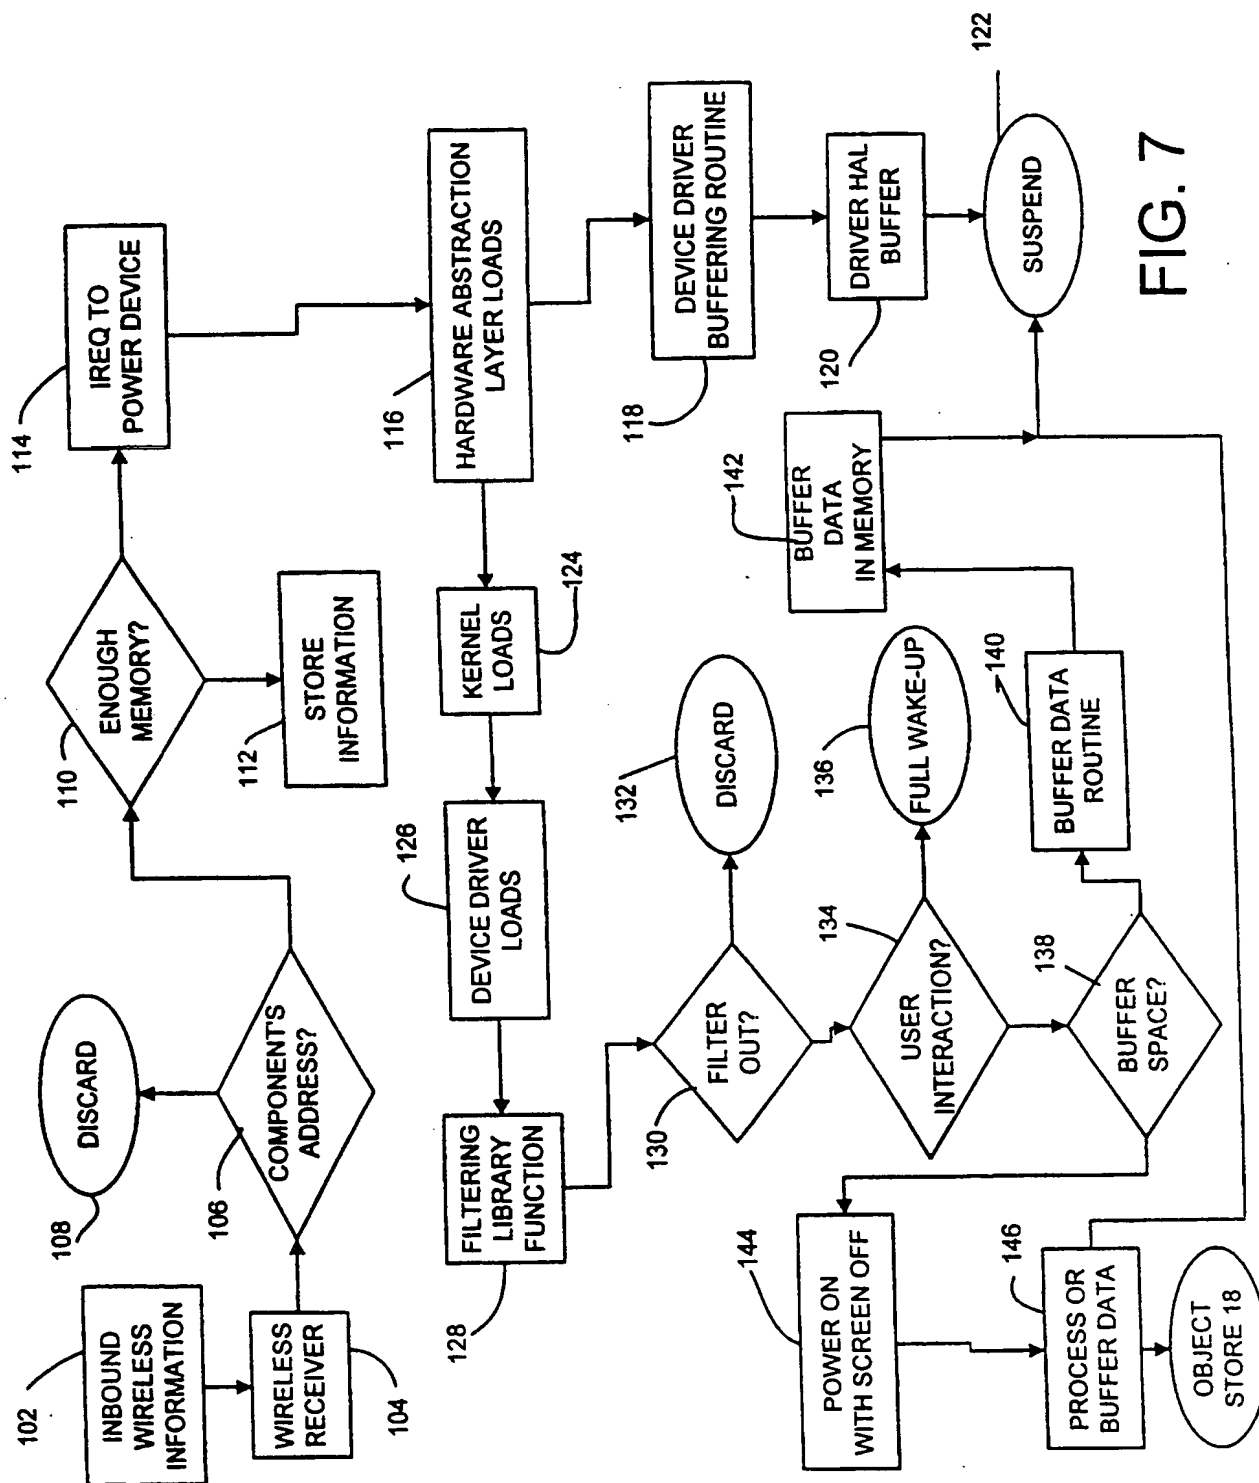 102
INBOUND
WIRELESS
INFORMATION
WIRELESS
RECEIVER
104
108
DISCARD
106
COMPONENT'S
ADDRESS?
110
ENOUGH
MEMORY?
112
STORE
INFORMATION
114
IREQ TO
POWER DEVICE
116
HARDWARE ABSTRACTION
LAYER LOADS
118
DEVICE DRIVER
BUFFERING ROUTINE
120
DRIVER HAL
BUFFER
122
SUSPEND
124
KERNEL
LOADS
126
DEVICE DRIVER
LOADS
128
FILTERING
LIBRARY
FUNCTION
130
FILTER
OUT?
132
DISCARD
134
USER
INTERACTION?
136
FULL WAKE-UP
138
BUFFER
SPACE?
140
BUFFER DATA
ROUTINE
142
BUFFER
DATA
IN MEMORY
144
POWER ON
WITH SCREEN OFF
146
PROCESS OR
BUFFER DATA
OBJECT
STORE 18
FIG. 7